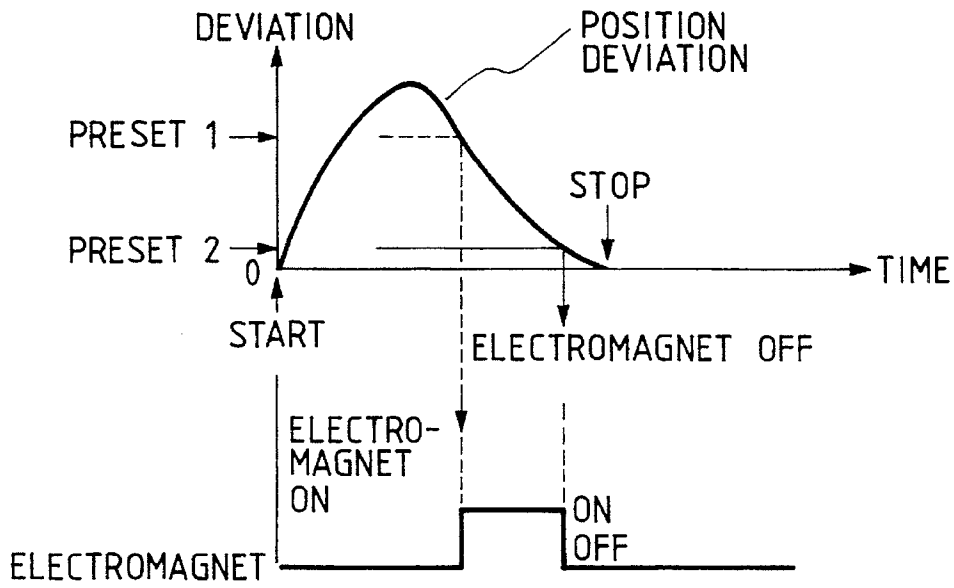 DEVIATION
POSITION
DEVIATION
PRESET 1
STOP
PRESET 2
0
TIME
START
ELECTROMAGNET OFF
ELECTRO-
MAGNET
ON
ON
OFF
ELECTROMAGNET